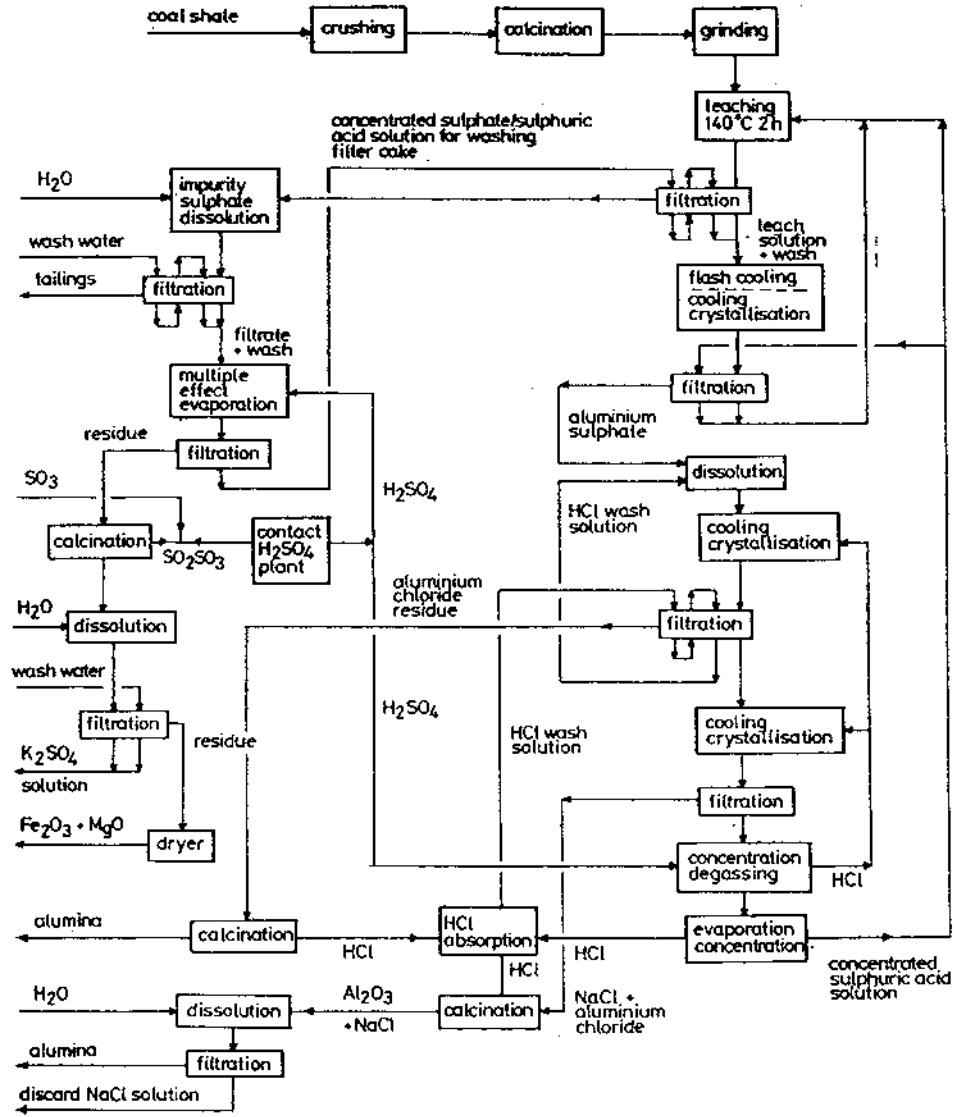 coal shale
crushing
calcination
grinding
leaching
140°C 2h
concentrated sulphate/sulphuric
acid solution for washing
filter cake
H2O
impurity
sulphate
dissolution
filtration
leach
solution
+ wash
wash water
tailings
filtration
filtrate
+ wash
flash cooling
cooling
crystallisation
multiple
effect
evaporation
filtration
aluminium
sulphate
residue
filtration
SO3
H2SO4
dissolution
HCl wash
solution
calcination
SO2SO3
contact
H2SO4
plant
cooling
crystallisation
aluminium
chloride
residue
filtration
H2O
dissolution
wash water
filtration
residue
H2SO4
HCl wash
solution
cooling
crystallisation
K2SO4
solution
filtration
Fe2O3 + MgO
dryer
concentration
degassing
HCl
alumina
calcination
HCl
HCl
absorption
HCl
HCl
evaporation
concentration
concentrated
sulphuric acid
solution
H2O
dissolution
Al2O3
+NaCl
calcination
NaCl +
aluminium
chloride
alumina
filtration
discard NaCl solution